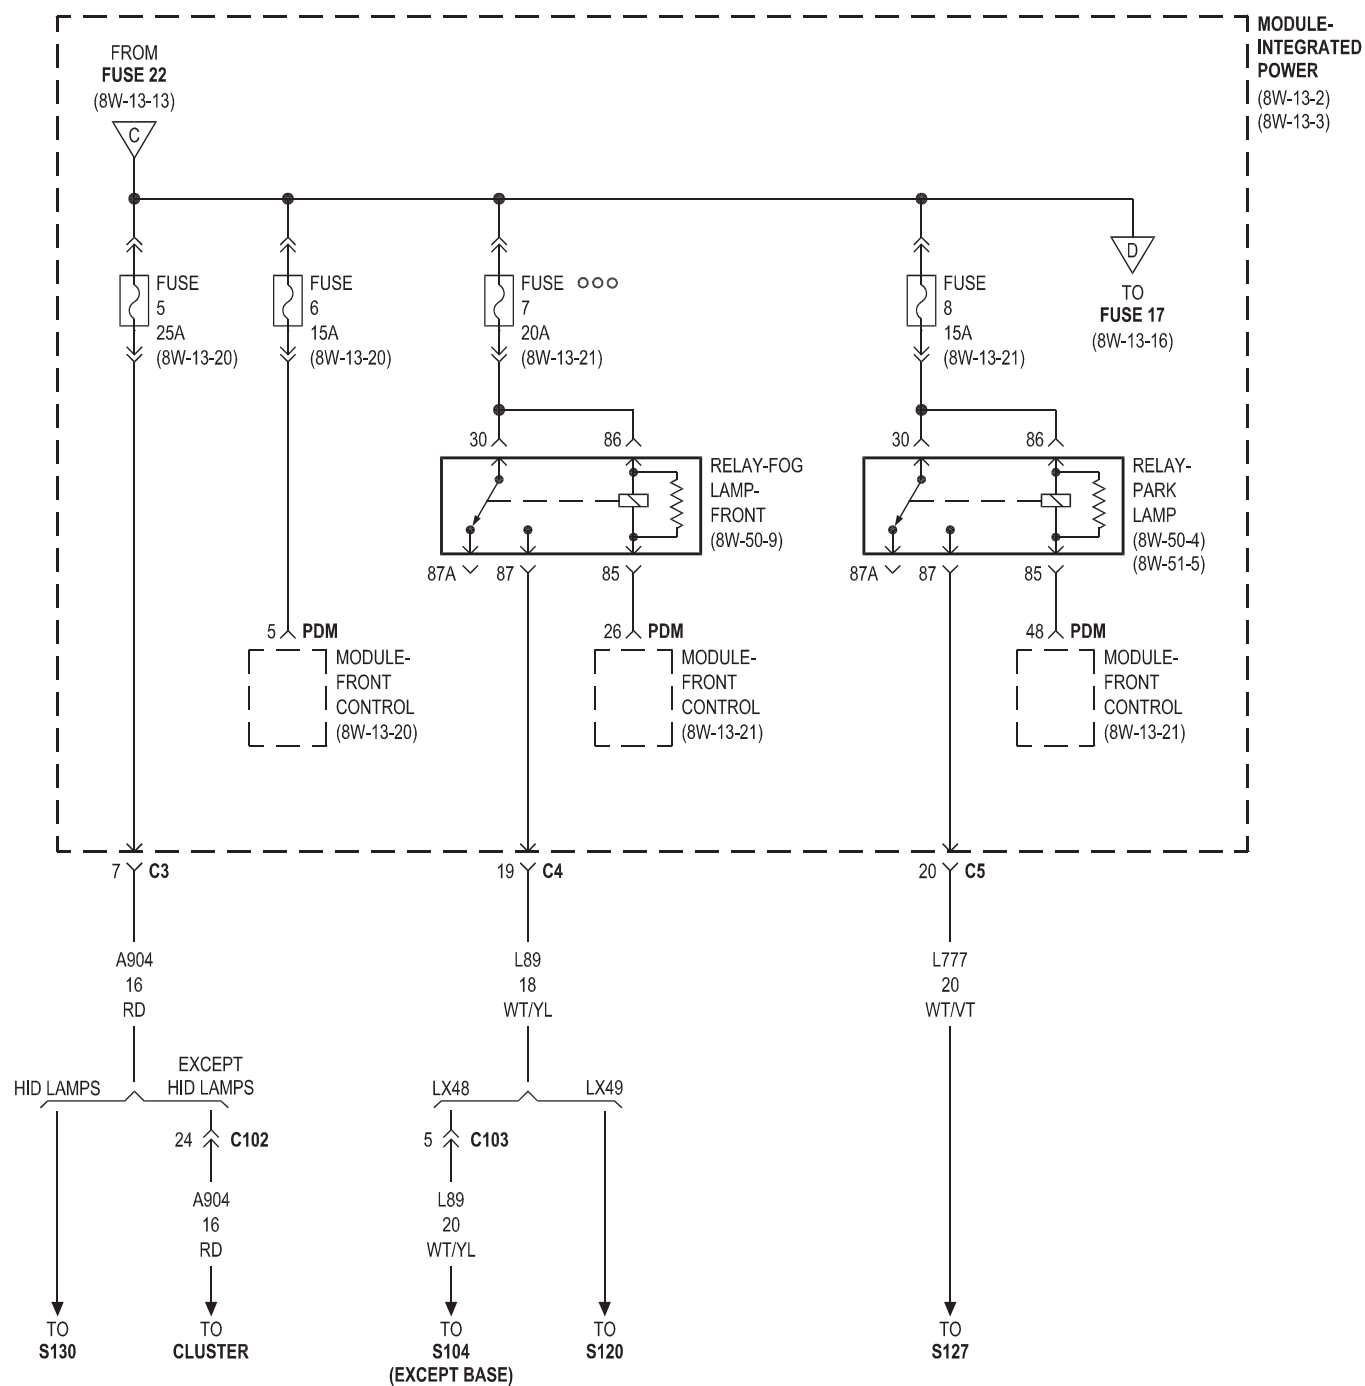 MODULE-
INTEGRATED
POWER
(8W-13-2)
(8W-13-3)
FROM
FUSE 22
(8W-13-13)
C
D
TO
FUSE 17
(8W-13-16)
FUSE
5
25A
(8W-13-20)
FUSE
6
15A
(8W-13-20)
FUSE
7
20A
(8W-13-21)
FUSE
8
15A
(8W-13-21)
30
86
RELAY-FOG
LAMP-
FRONT
(8W-50-9)
87A
87
85
30
86
RELAY-
PARK
LAMP
(8W-50-4)
(8W-51-5)
87A
87
85
5 PDM
MODULE-
FRONT
CONTROL
(8W-13-20)
26 PDM
MODULE-
FRONT
CONTROL
(8W-13-21)
48 PDM
MODULE-
FRONT
CONTROL
(8W-13-21)
7 C3
19 C4
20 C5
A904
16
RD
L89
18
WT/YL
L777
20
WT/VT
HID LAMPS
EXCEPT
HID LAMPS
LX48
LX49
24 C102
5 C103
A904
16
RD
L89
20
WT/YL
TO
S130
TO
CLUSTER
TO
S104
(EXCEPT BASE)
TO
S120
TO
S127